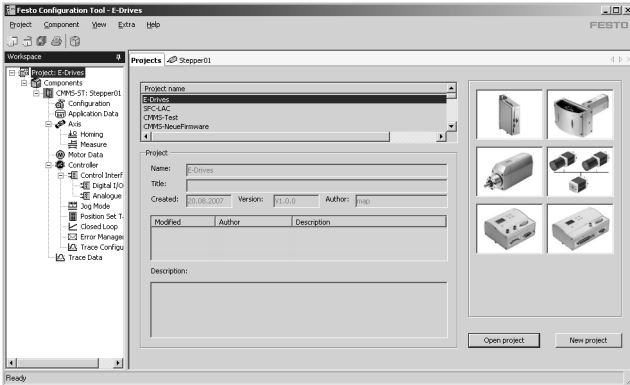 Festo Configuration Tool - E-Drives
Project Component View Extra Help
FESTO
Workspace
Projects Stepper01
Project: E-Drives
Components
CMMS-ST: Stepper01
Configuration
Application Data
Axis
Homing
Measure
Motor Data
Controller
Control Interf
Digital I/O
Analogue
Jog Mode
Position Set T
Closed Loop
Error Manager
Trace Configu
Trace Data
Project name
E-Drives
SFC-LAC
CMMS-Test
CMMS-NeueFirmware
Project
Name: E-Drives
Title:
Created: 20.08.2007 Version: V1.0.0 Author: map
Modified Author Description
Description:
Open project New project
Ready